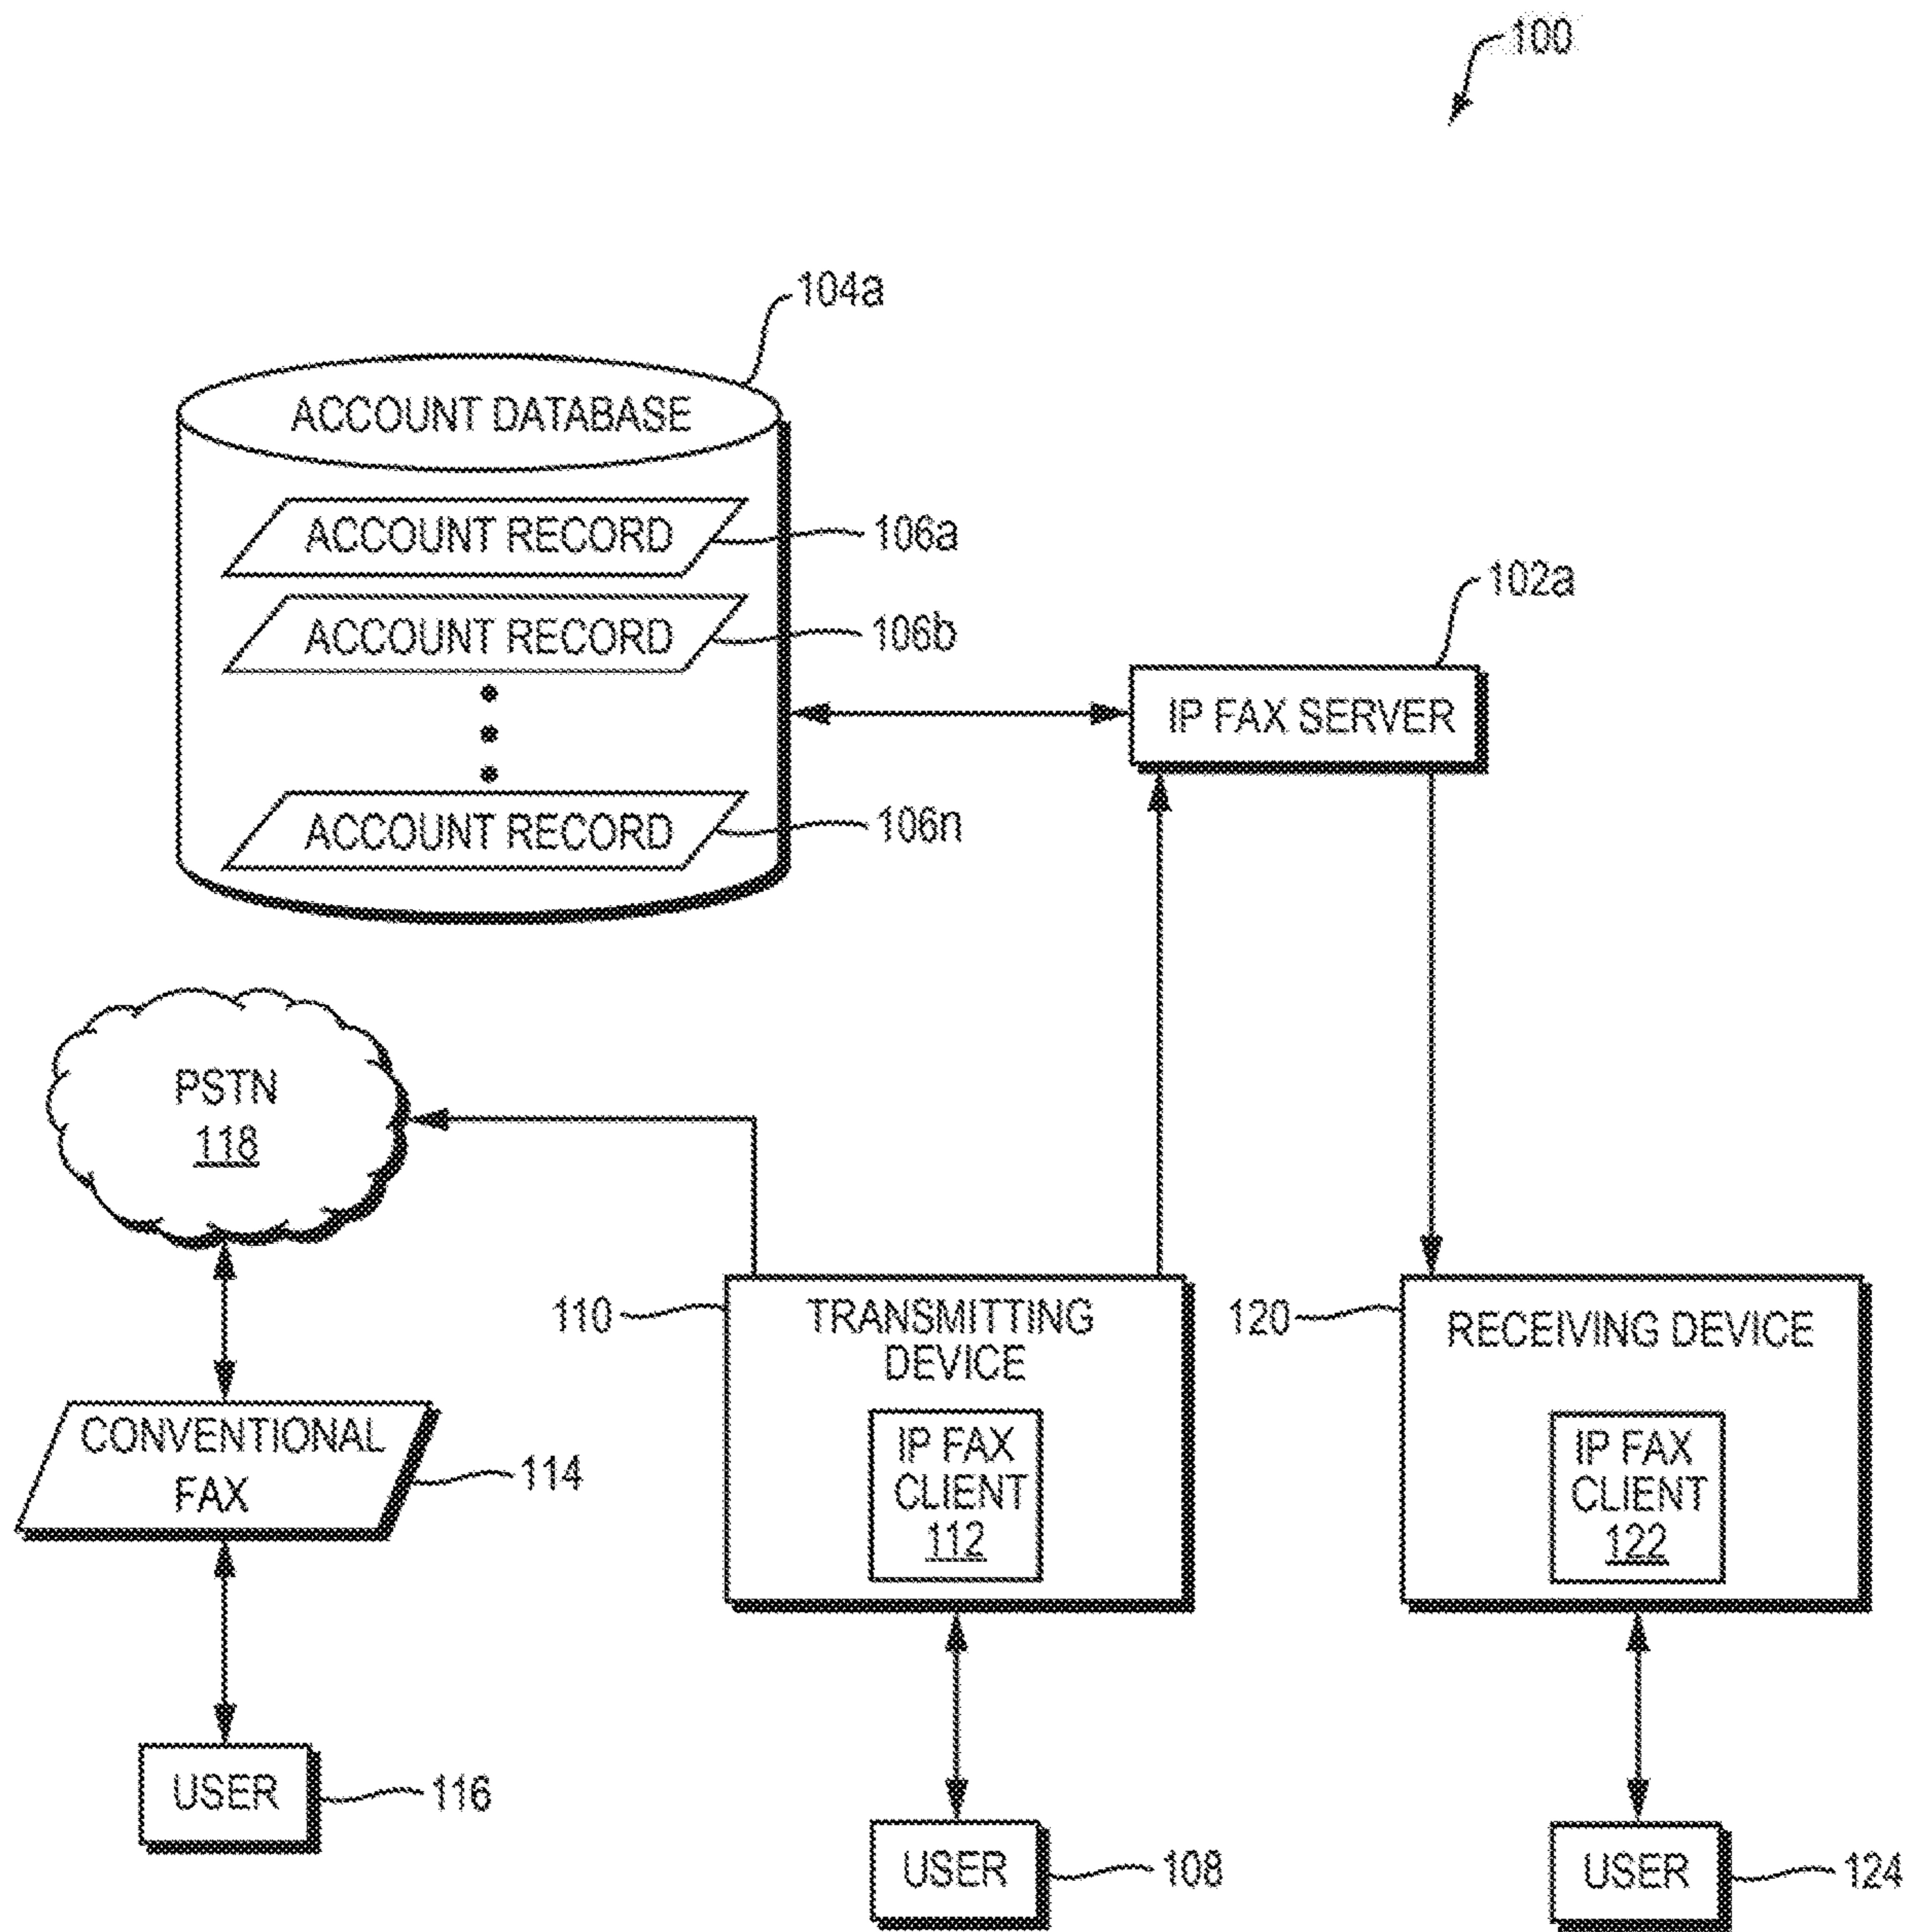 100
104a
ACCOUNT DATABASE
ACCOUNT RECORD
106a
ACCOUNT RECORD
106b
ACCOUNT RECORD
106n
102a
IP FAX SERVER
PSTN
118
110
TRANSMITTING
DEVICE
IP FAX
CLIENT
112
120
RECEIVING DEVICE
IP FAX
CLIENT
122
CONVENTIONAL
FAX
114
USER
116
USER
108
USER
124